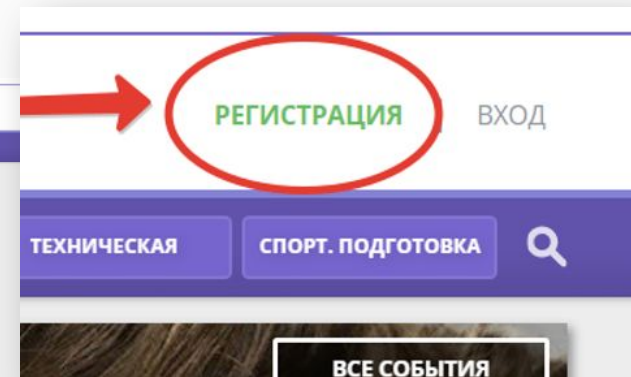 РЕГИСТРАЦИЯ ВХОД
ТЕХНИЧЕСКАЯ СПОРТ. ПОДГОТОВКА
ВСЕ СОБЫТИЯ